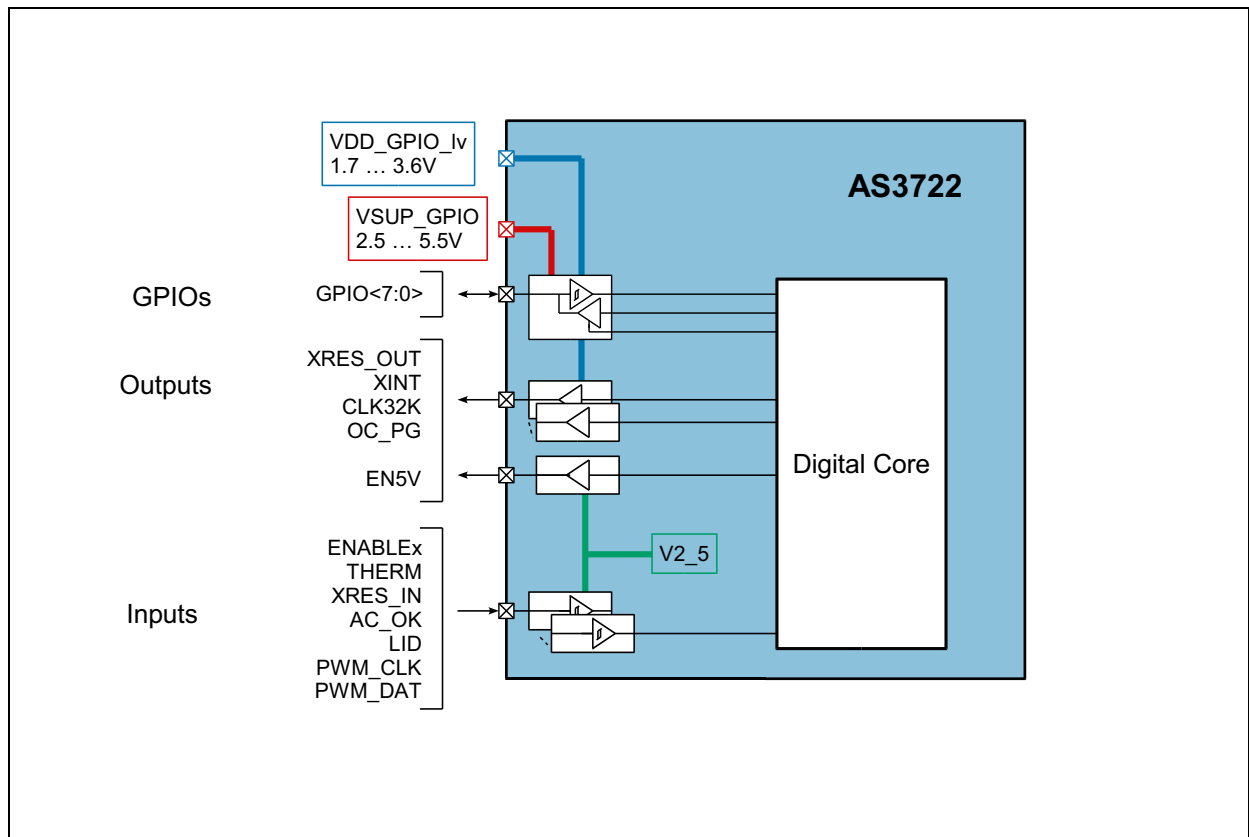 VDD_GPIO_lv
1.7 … 3.6V
AS3722
VSUP_GPIO
2.5 … 5.5V
GPIOs
GPIO<7:0>
Outputs
XRES_OUT
XINT
CLK32K
OC_PG
EN5V
Digital Core
V2_5
Inputs
ENABLEx
THERM
XRES_IN
AC_OK
LID
PWM_CLK
PWM_DAT